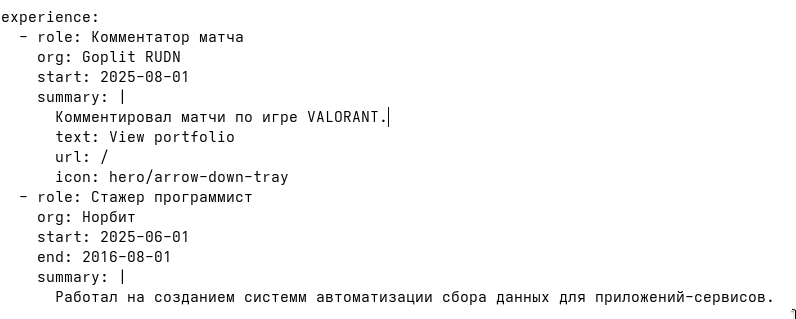 experience:
  - role: Комментатор матча
    org: Goplit RUDN
    start: 2025-08-01
    summary: |
      Комментировал матчи по игре VALORANT.
      text: View portfolio
      url: /
      icon: hero/arrow-down-tray
  - role: Стажер программист
    org: Норбит
    start: 2025-06-01
    end: 2016-08-01
    summary: |
      Работал на созданием системм автоматизации сбора данных для приложений-сервисов.